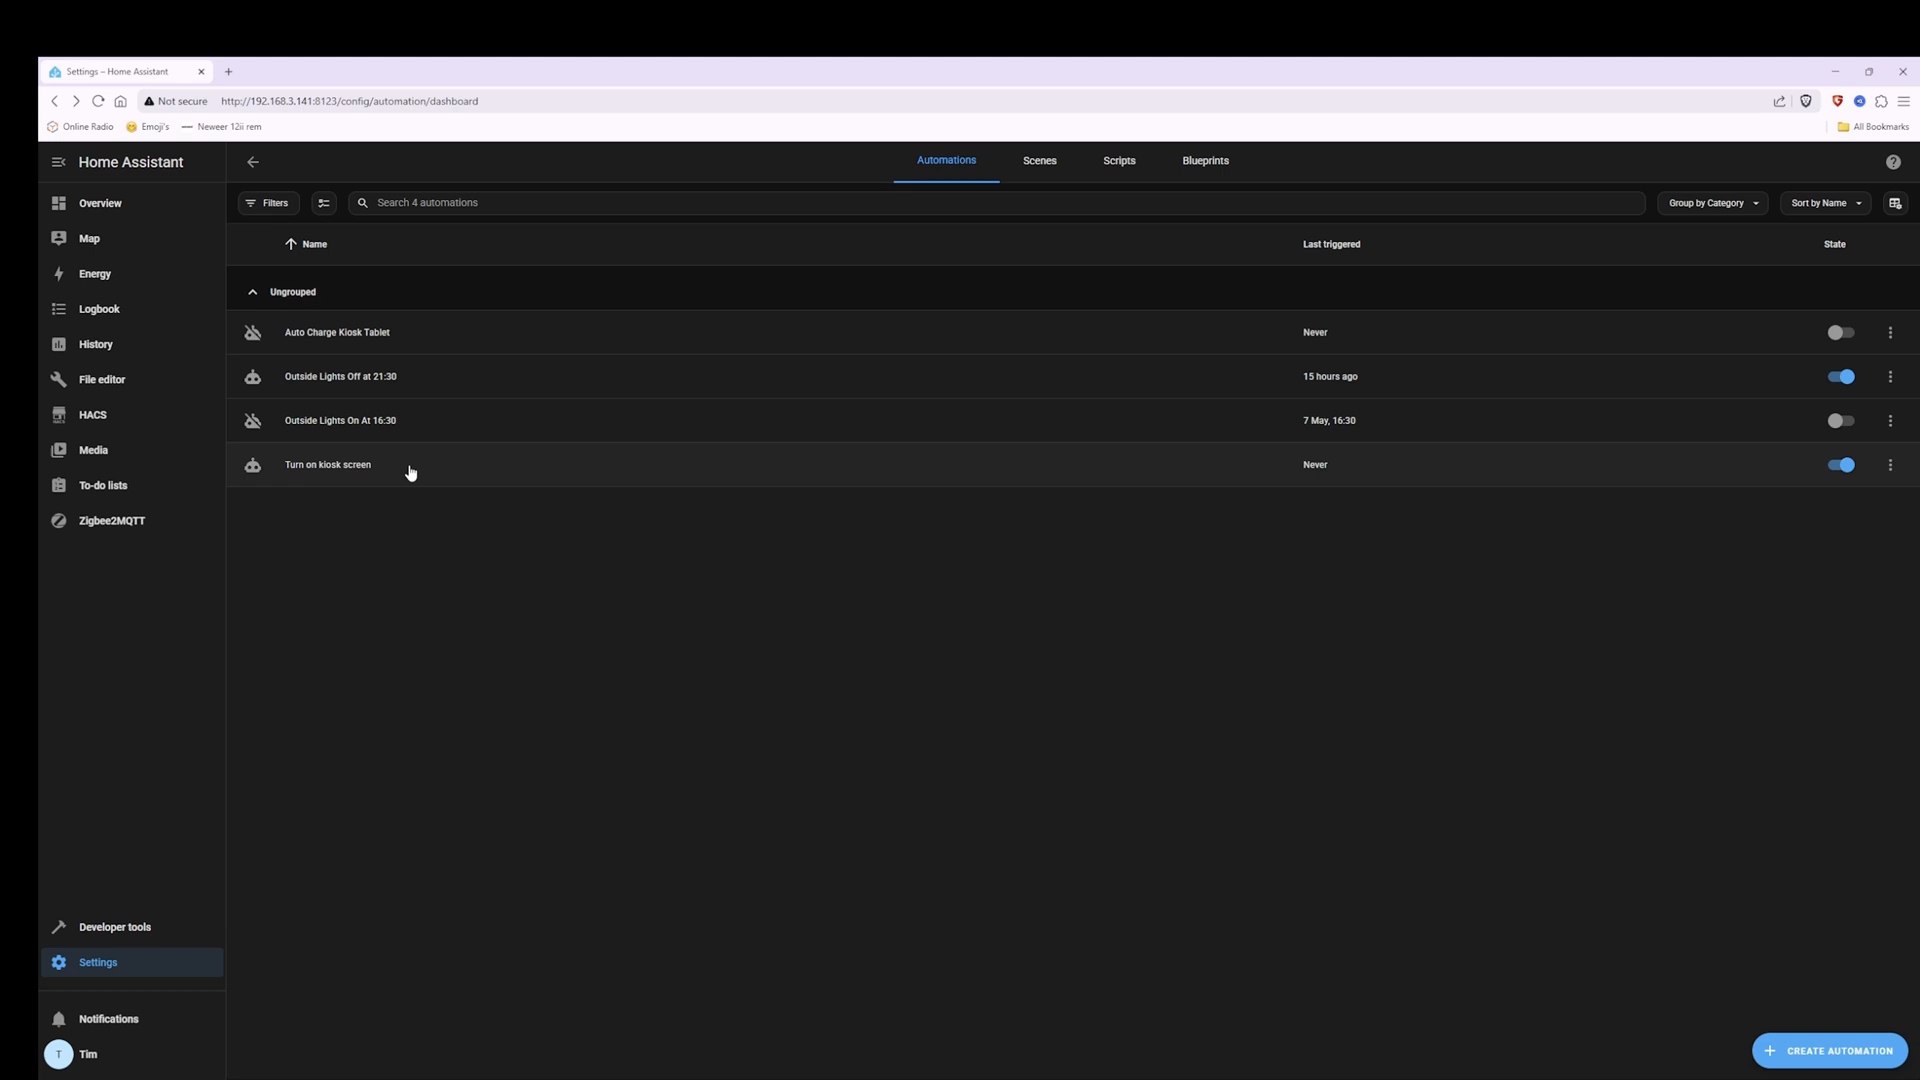 Settings – Home Assistant
Not secure http://192.168.3.141:8123/config/automation/dashboard
Online Radio Emoji's Neweer 12ii rem All Bookmarks
Home Assistant
Automations Scenes Scripts Blueprints
Overview
Map
Energy
Logbook
History
File editor
HACS
Media
To-do lists
Zigbee2MQTT
Developer tools
Settings
Notifications
T Tim
Filters Search 4 automations Group by Category Sort by Name
Name Last triggered State
Ungrouped
Auto Charge Kiosk Tablet Never
Outside Lights Off at 21:30 15 hours ago
Outside Lights On At 16:30 7 May, 16:30
Turn on kiosk screen Never
CREATE AUTOMATION